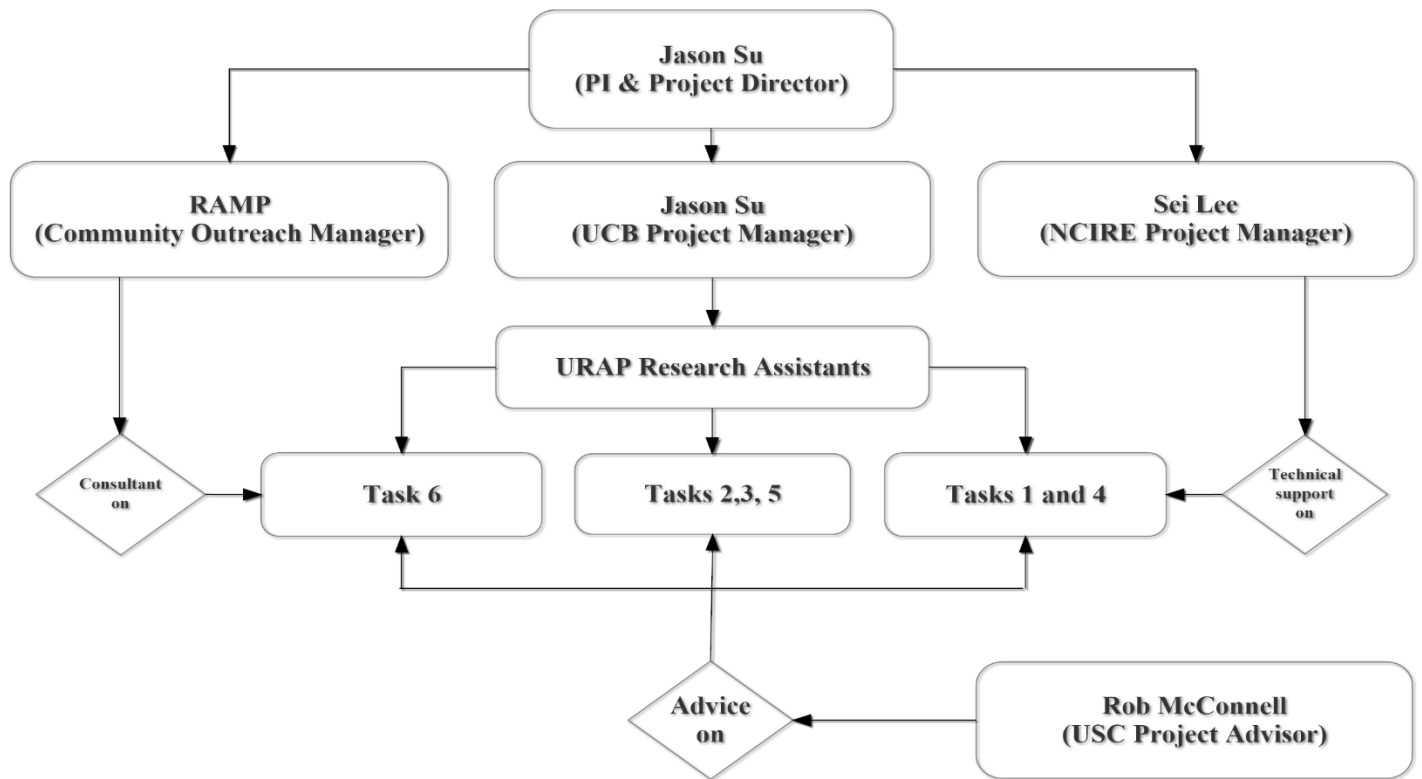 Jason Su
(PI & Project Director)
RAMP
(Community Outreach Manager)
Jason Su
(UCB Project Manager)
Sei Lee
(NCIRE Project Manager)
URAP Research Assistants
Consultant
on
Task 6
Tasks 2,3, 5
Tasks 1 and 4
Technical
support
on
Advice
on
Rob McConnell
(USC Project Advisor)